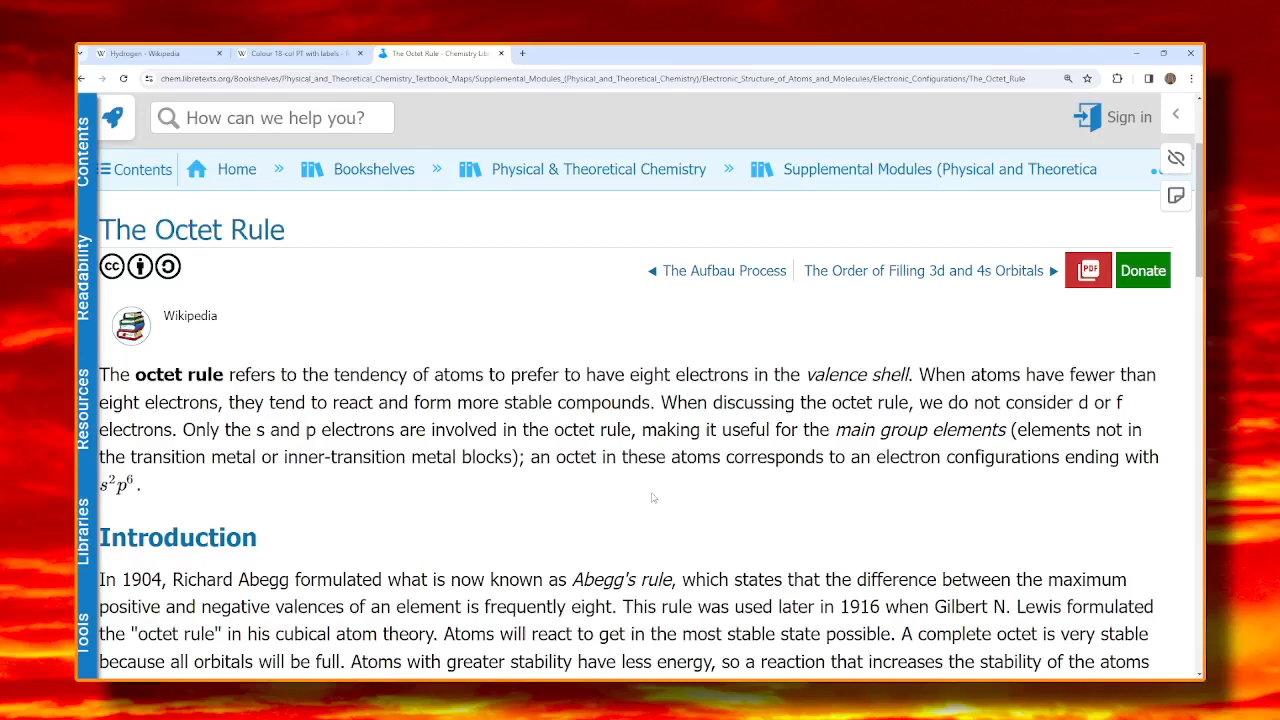 Hydrogen - Wikipedia
Colour 18-col PT with labels -
The Octet Rule - Chemistry Lib
chem.libretexts.org/Bookshelves/Physical_and_Theoretical_Chemistry_Textbook_Maps/Supplemental_Modules_(Physical_and_Theoretical_Chemistry)/Electronic_Structure_of_Atoms_and_Molecules/Electronic_Configurations/The_Octet_Rule
How can we help you?
Sign in
Contents
Readability
Resources
Libraries
Tools
Contents Home » Bookshelves » Physical & Theoretical Chemistry » Supplemental Modules (Physical and Theoretica
The Octet Rule
cc
◀ The Aufbau Process The Order of Filling 3d and 4s Orbitals ▶ PDF Donate
Wikipedia
The octet rule refers to the tendency of atoms to prefer to have eight electrons in the valence shell. When atoms have fewer than
eight electrons, they tend to react and form more stable compounds. When discussing the octet rule, we do not consider d or f
electrons. Only the s and p electrons are involved in the octet rule, making it useful for the main group elements (elements not in
the transition metal or inner-transition metal blocks); an octet in these atoms corresponds to an electron configurations ending with
s²p⁶.
Introduction
In 1904, Richard Abegg formulated what is now known as Abegg's rule, which states that the difference between the maximum
positive and negative valences of an element is frequently eight. This rule was used later in 1916 when Gilbert N. Lewis formulated
the "octet rule" in his cubical atom theory. Atoms will react to get in the most stable state possible. A complete octet is very stable
because all orbitals will be full. Atoms with greater stability have less energy, so a reaction that increases the stability of the atoms